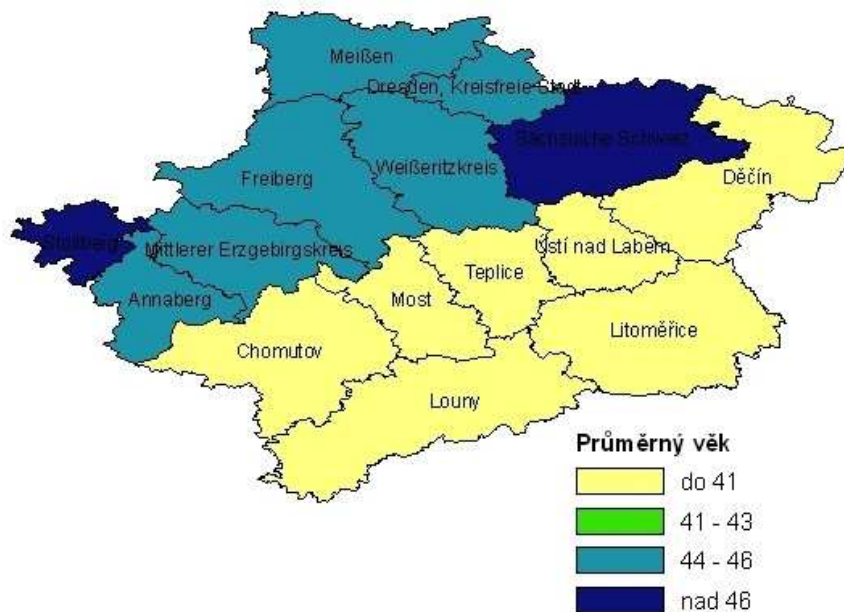 Meißen
Dresden, Kreisfreie Stadt
Sächsische Schweiz
Weißeritzkreis
Freiberg
Děčín
Stollberg
Mittlerer Erzgebirgskreis
Ústí nad Labem
Teplice
Annaberg
Most
Litoměřice
Chomutov
Louny
Průměrný věk
do 41
41 - 43
44 - 46
nad 46